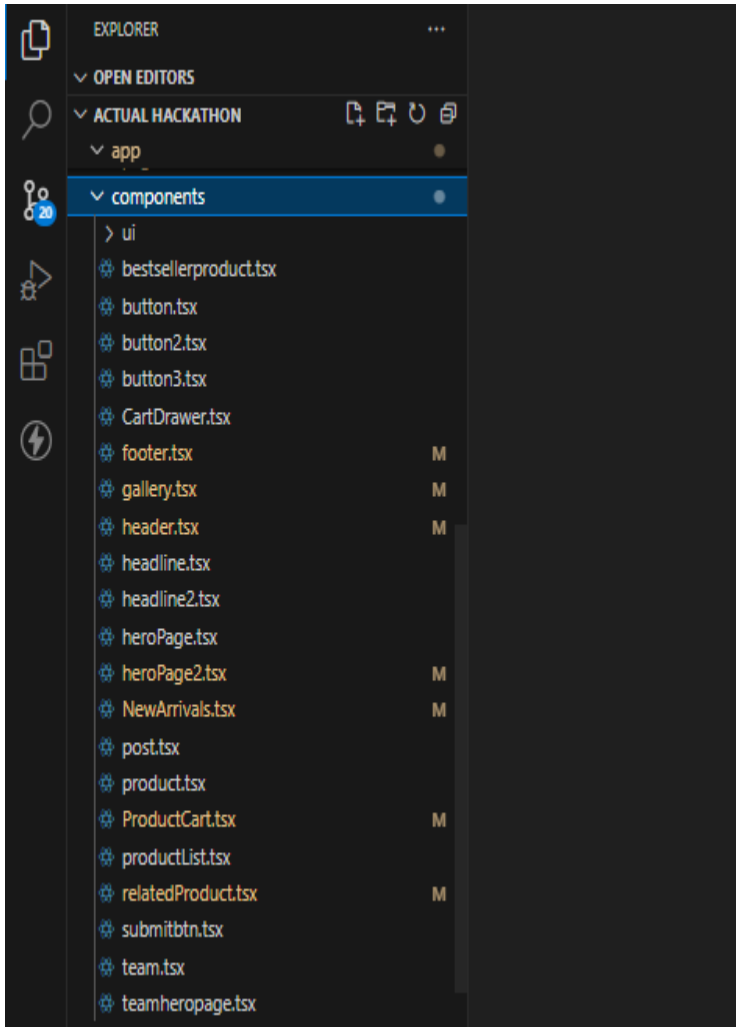 EXPLORER
OPEN EDITORS
ACTUAL HACKATHON
app
components
20
ui
bestsellerproduct.tsx
button.tsx
button2.tsx
button3.tsx
CartDrawer.tsx
footer.tsx M
gallery.tsx M
header.tsx M
headline.tsx
headline2.tsx
heroPage.tsx
heroPage2.tsx M
NewArrivals.tsx M
post.tsx
product.tsx
ProductCart.tsx M
productList.tsx
relatedProduct.tsx M
submitbtn.tsx
team.tsx
teamheropage.tsx